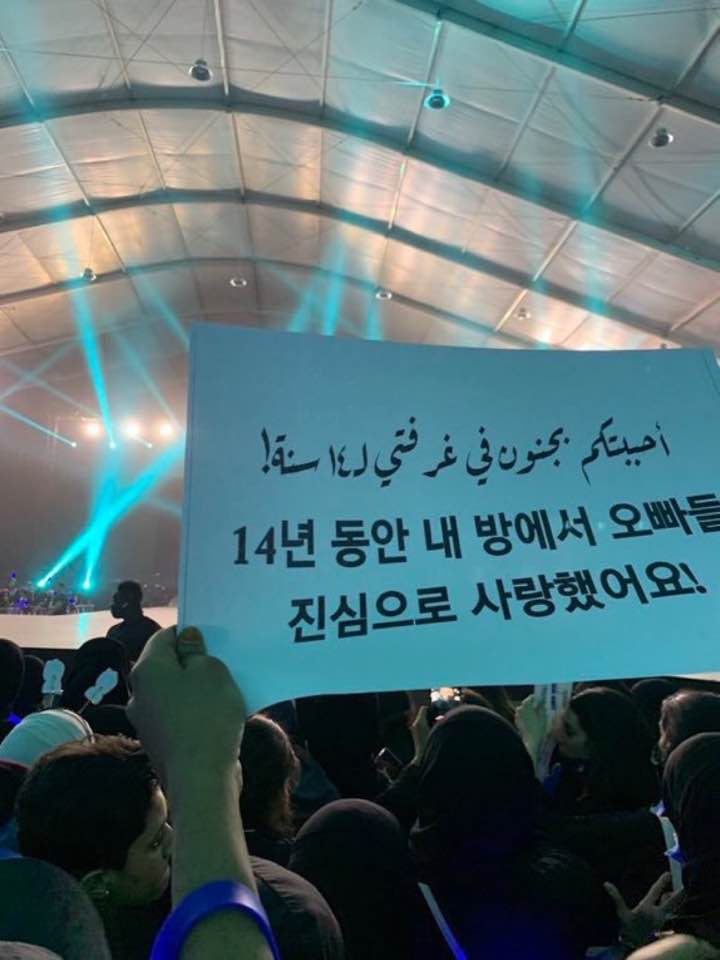 أحببتكم بجنون في غرفتي لـ١٤ سنة!
14년 동안 내 방에서 오빠들
진심으로 사랑했어요!